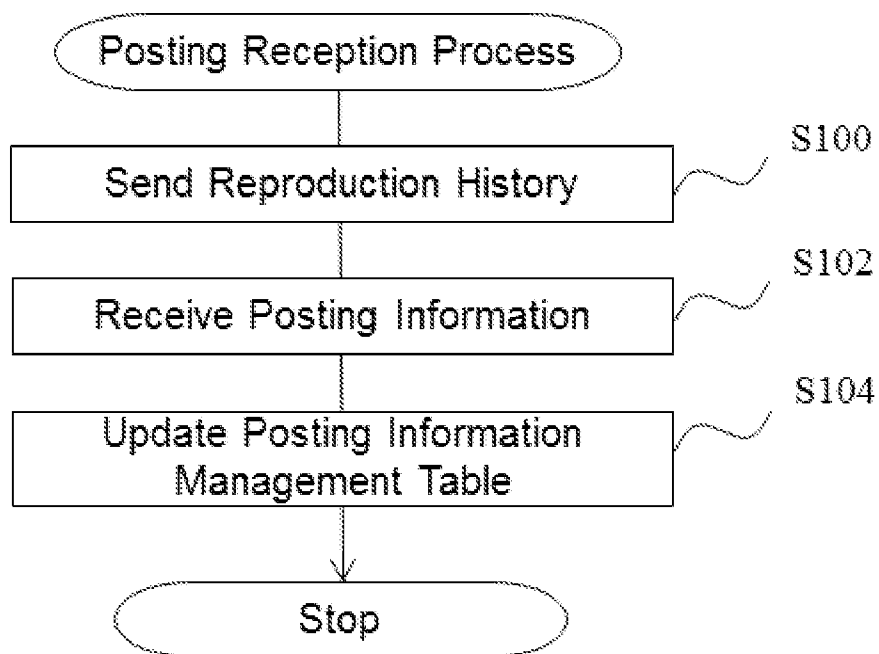 Posting Reception Process
S100
Send Reproduction History
S102
Receive Posting Information
S104
Update Posting Information
Management Table
Stop